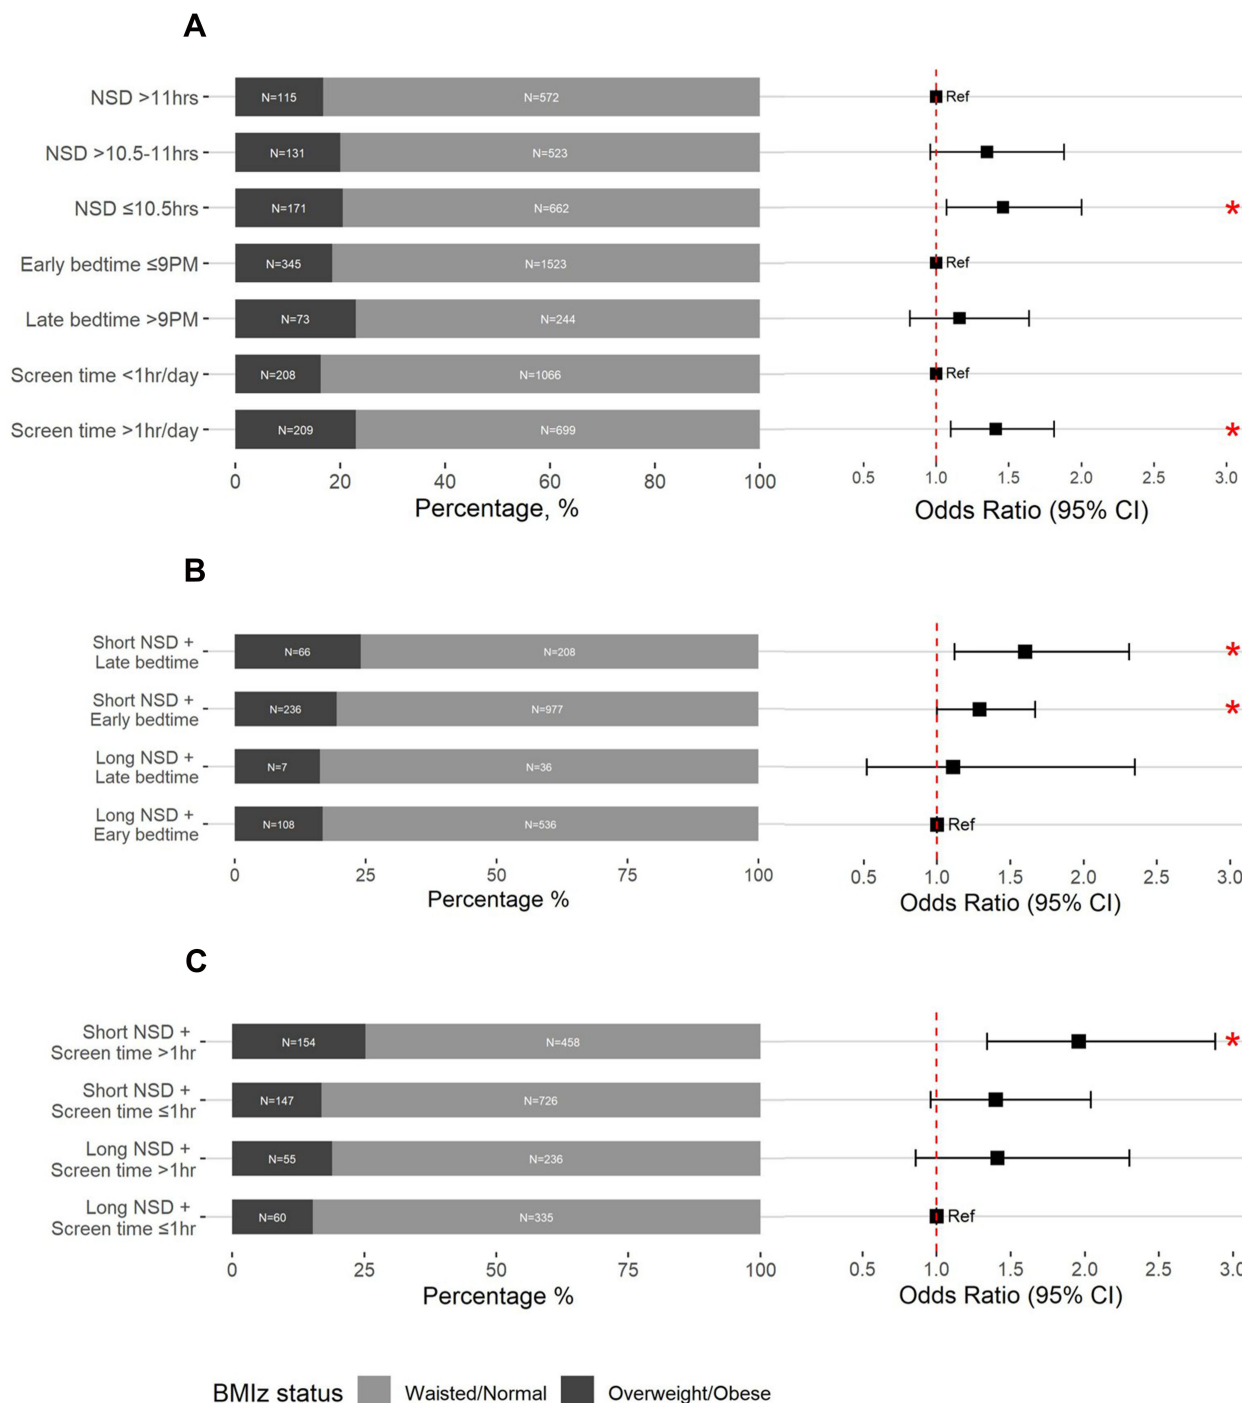 A
NSD >11hrs
N=115
N=572
Ref
NSD >10.5-11hrs
N=131
N=523
NSD ≤10.5hrs
N=171
N=662
*
Early bedtime ≤9PM
N=345
N=1523
Ref
Late bedtime >9PM
N=73
N=244
Screen time <1hr/day
N=208
N=1066
Ref
Screen time >1hr/day
N=209
N=699
*
0 20 40 60 80 100
0.5 1.0 1.5 2.0 2.5 3.0
Percentage, %
Odds Ratio (95% CI)
B
Short NSD +
Late bedtime
N=66
N=208
*
Short NSD +
Early bedtime
N=236
N=977
*
Long NSD +
Late bedtime
N=7
N=36
Long NSD +
Eary bedtime
N=108
N=536
Ref
0 25 50 75 100
0.5 1.0 1.5 2.0 2.5 3.0
Percentage %
Odds Ratio (95% CI)
C
Short NSD +
Screen time >1hr
N=154
N=458
*
Short NSD +
Screen time ≤1hr
N=147
N=726
Long NSD +
Screen time >1hr
N=55
N=236
Long NSD +
Screen time ≤1hr
N=60
N=335
Ref
0 25 50 75 100
0.5 1.0 1.5 2.0 2.5 3.0
Percentage %
Odds Ratio (95% CI)
BMIz status Waisted/Normal Overweight/Obese